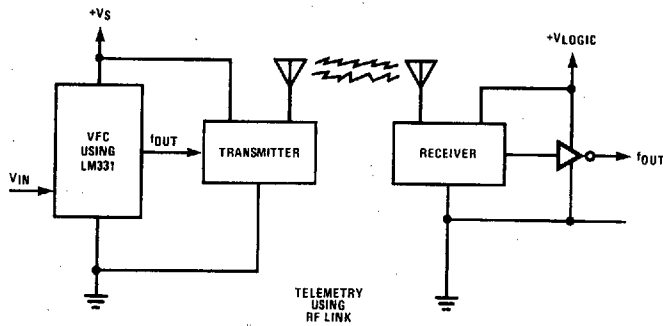 +VS
+VLOGIC
VFC
USING
LM331
fOUT
TRANSMITTER
RECEIVER
fOUT
VIN
TELEMETRY
USING
RF LINK